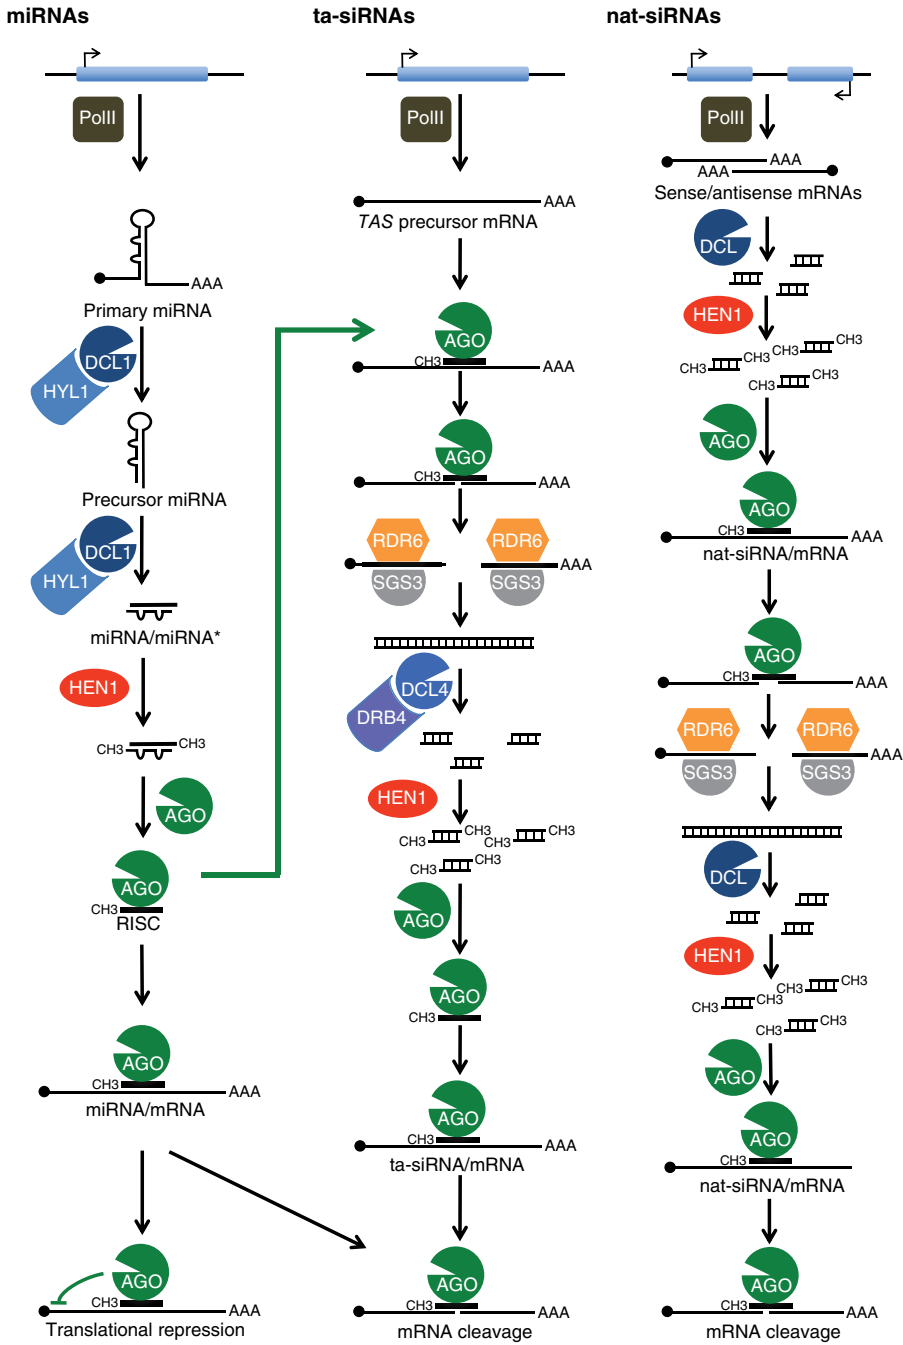 miRNAs
PolII
AAA
Primary miRNA
DCL1
HYL1
Precursor miRNA
DCL1
HYL1
miRNA/miRNA*
HEN1
CH3 CH3
AGO
AGO
CH3
RISC
AGO
CH3
AAA
miRNA/mRNA
AGO
CH3
AAA
Translational repression
ta-siRNAs
PolII
AAA
TAS precursor mRNA
AGO
CH3
AAA
AGO
CH3
AAA
RDR6 RDR6
AAA
SGS3 SGS3
DCL4
DRB4
HEN1
CH3 CH3
CH3 CH3
CH3 CH3
AGO
AGO
CH3
AGO
CH3
AAA
ta-siRNA/mRNA
AGO
CH3
AAA
mRNA cleavage
nat-siRNAs
PolII
AAA
AAA
Sense/antisense mRNAs
DCL
HEN1
CH3 CH3
CH3 CH3
CH3 CH3
AGO
AGO
CH3
AAA
nat-siRNA/mRNA
AGO
CH3
AAA
RDR6 RDR6
AAA
SGS3 SGS3
DCL
HEN1
CH3 CH3
CH3 CH3
CH3 CH3
AGO
AGO
CH3
nat-siRNA/mRNA
AGO
CH3
AAA
mRNA cleavage